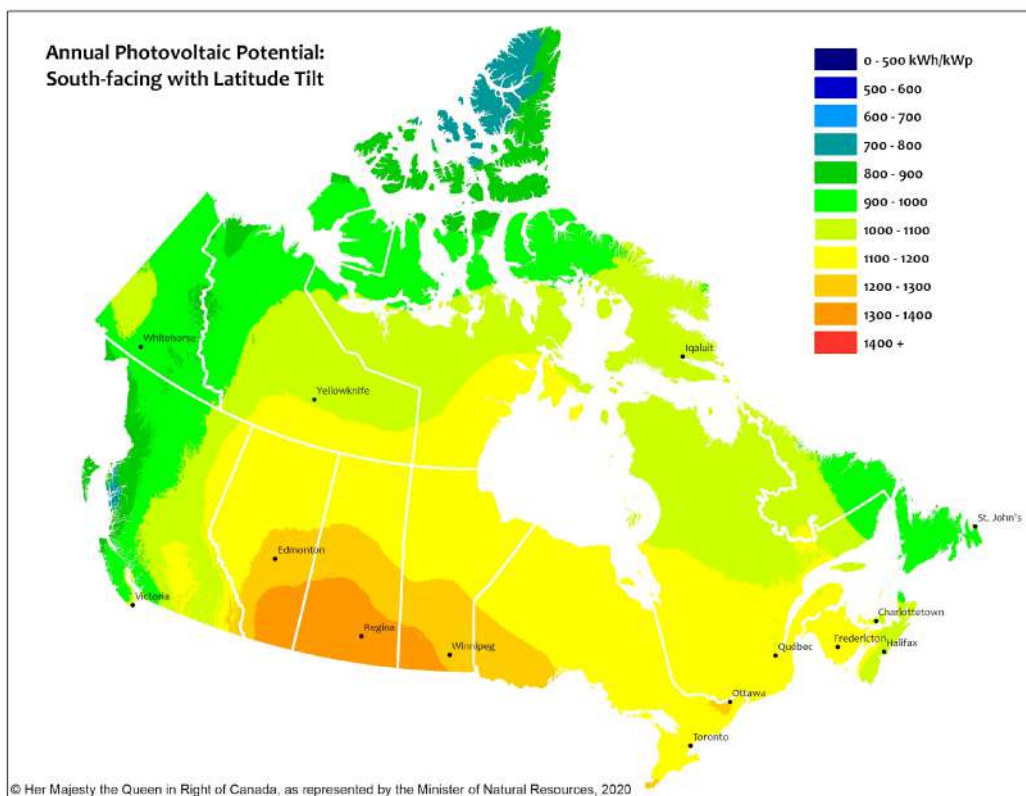 Annual Photovoltaic Potential:
South-facing with Latitude Tilt
0 - 500 kWh/kWp
500 - 600
600 - 700
700 - 800
800 - 900
900 - 1000
1000 - 1100
1100 - 1200
1200 - 1300
1300 - 1400
1400 +
Whitehorse
Iqaluit
Yellowknife
St. John's
Edmonton
Victoria
Charlottetown
Regina
Fredericton
Winnipeg
Québec
Halifax
Ottawa
Toronto
© Her Majesty the Queen in Right of Canada, as represented by the Minister of Natural Resources, 2020